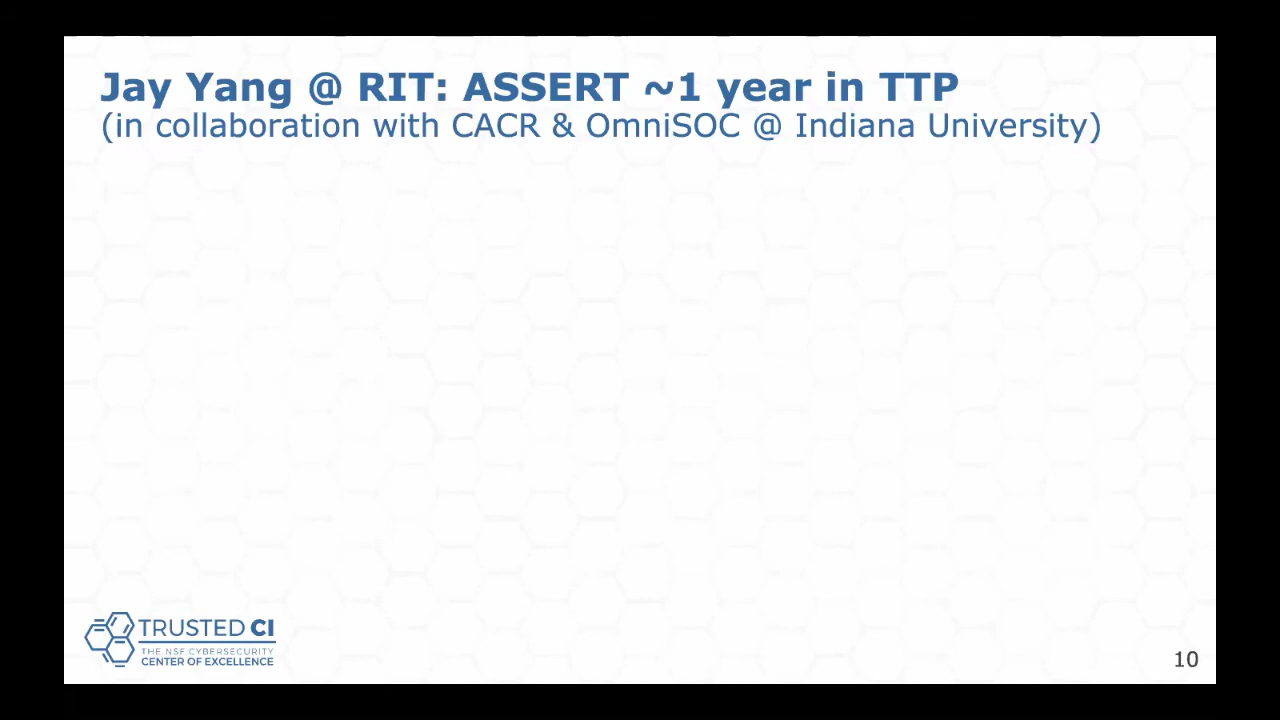 Jay Yang @ RIT: ASSERT ~1 year in TTP
(in collaboration with CACR & OmniSOC @ Indiana University)
TRUSTED CI
THE NSF CYBERSECURITY
CENTER OF EXCELLENCE
10